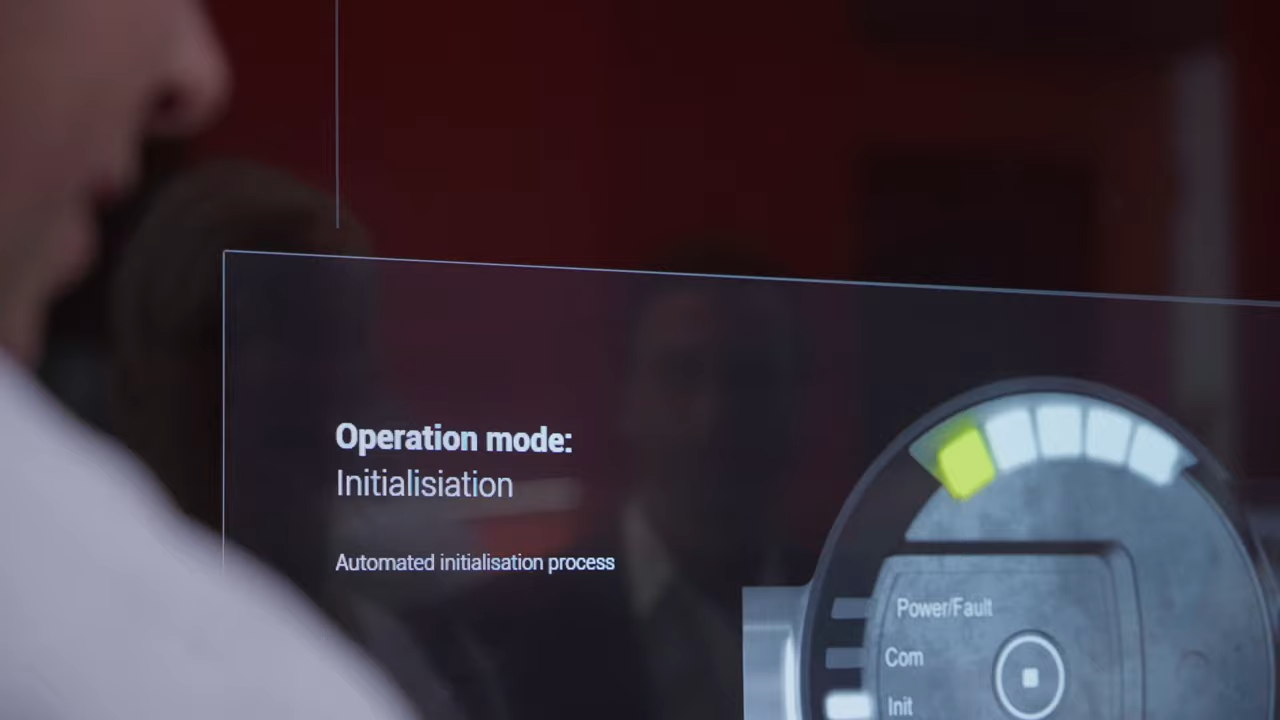 Operation mode:
Initialisiation
Automated initialisation process
Power/Fault
Com
Init